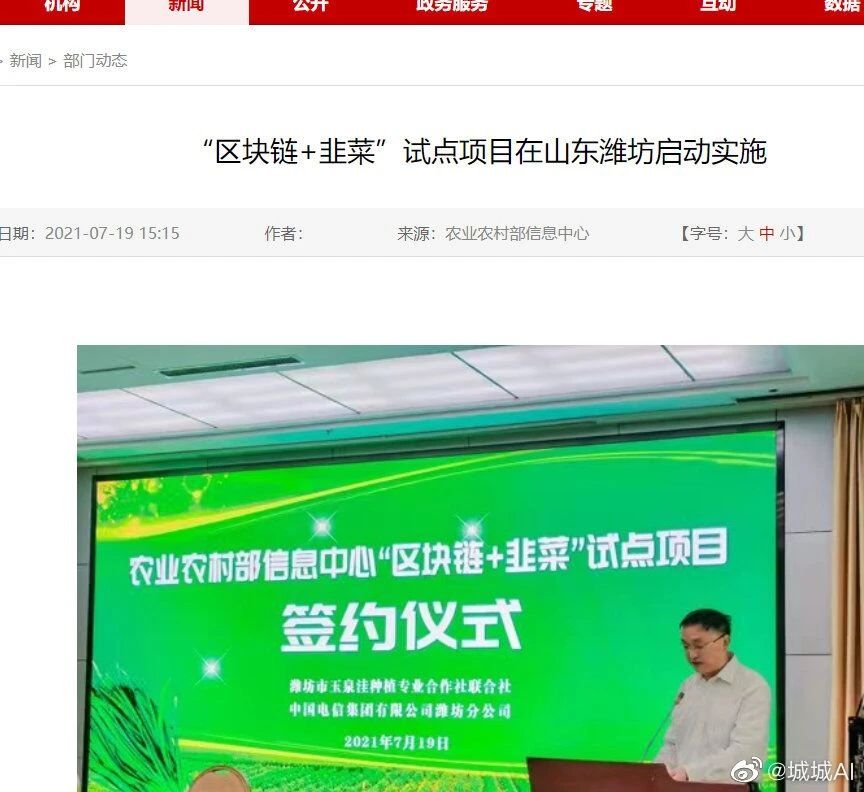 机构 新闻 公开 政务服务 专题 互动 数据
> 新闻 > 部门动态
“区块链+韭菜”试点项目在山东潍坊启动实施
日期：2021-07-19 15:15 作者： 来源：农业农村部信息中心 【字号：大 中 小】
农业农村部信息中心“区块链+韭菜”试点项目
签约仪式
潍坊市玉泉洼种植专业合作社联合社
中国电信集团有限公司潍坊分公司
2021年7月19日
@城城AI